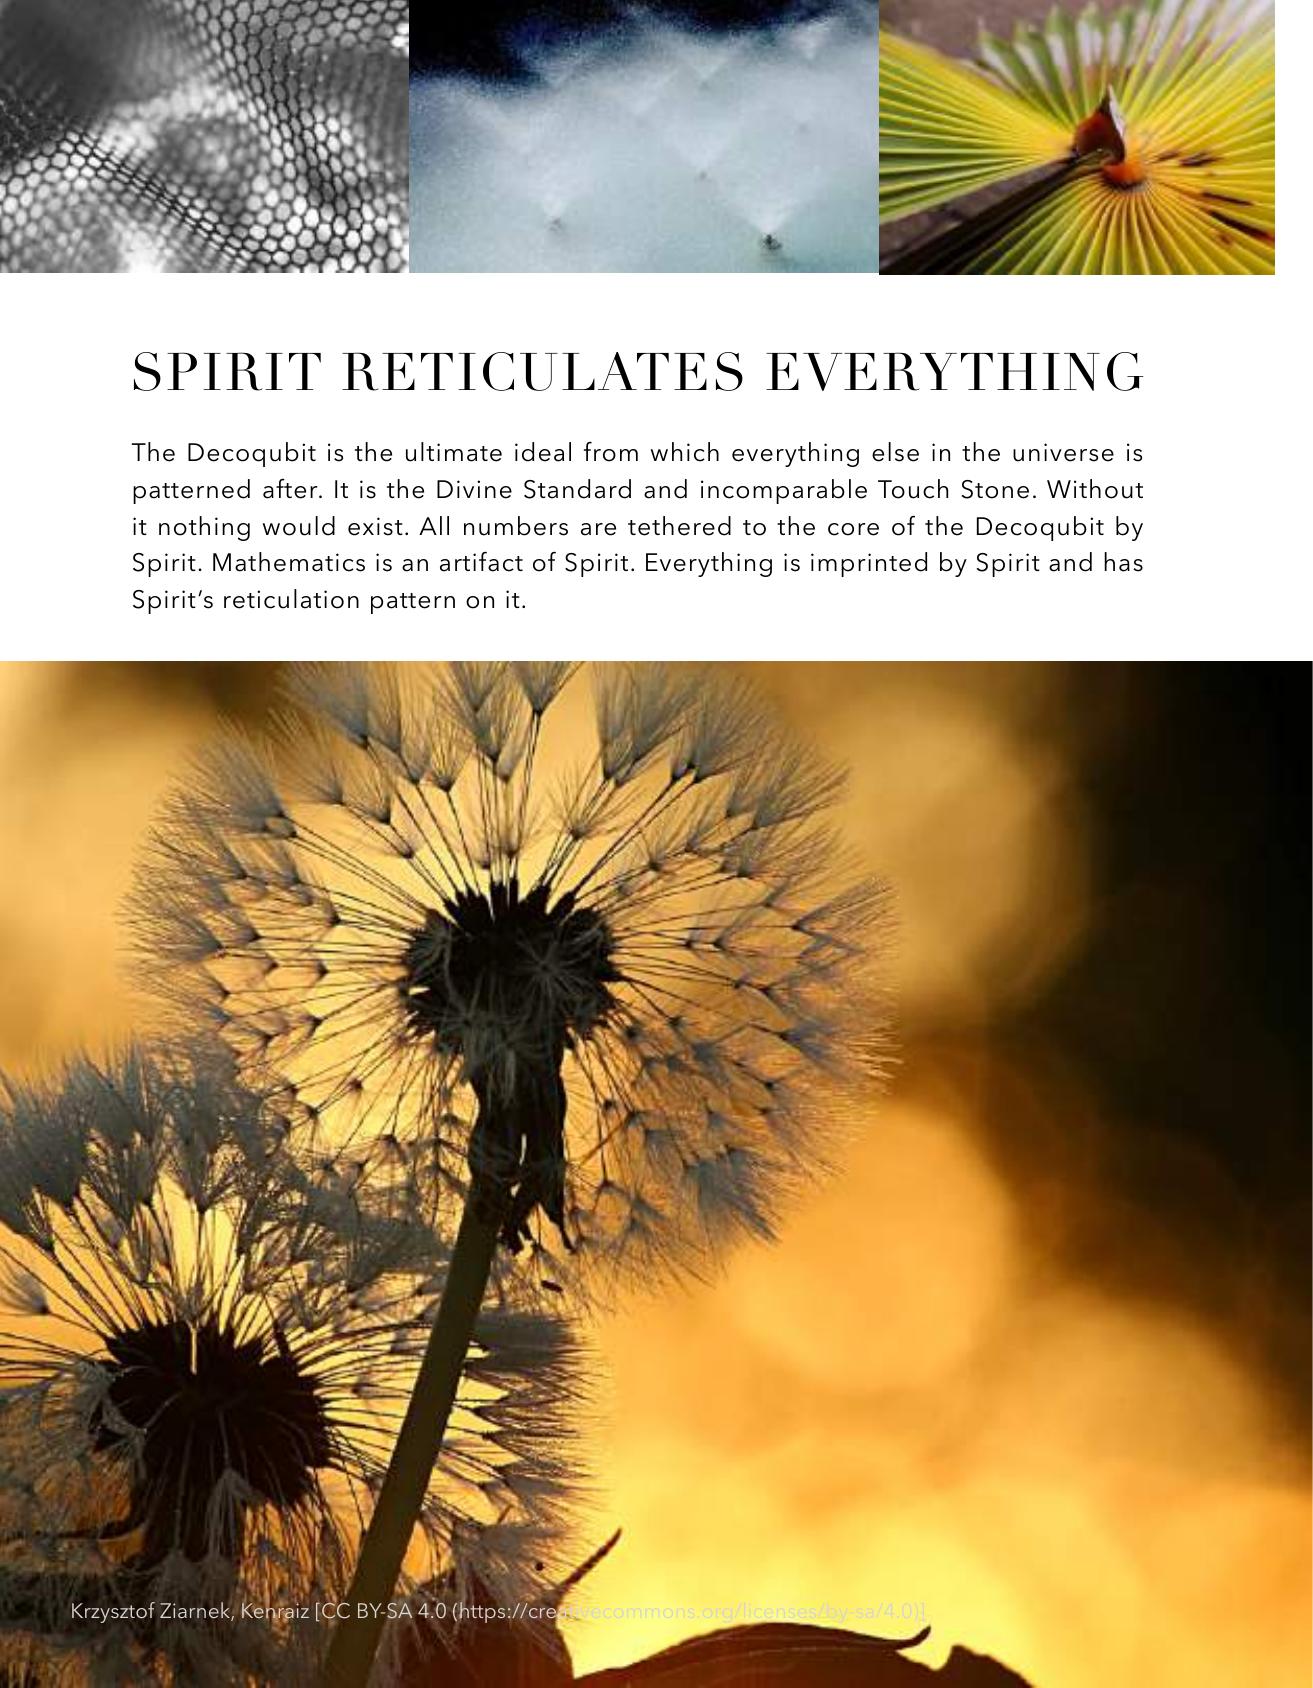 SPIRIT RETICULATES EVERYTHING
The Decoqubit is the ultimate ideal from which everything else in the universe is
patterned after. It is the Divine Standard and incomparable Touch Stone. Without
it nothing would exist. All numbers are tethered to the core of the Decoqubit by
Spirit. Mathematics is an artifact of Spirit. Everything is imprinted by Spirit and has
Spirit’s reticulation pattern on it.
Krzysztof Ziarnek, Kenraiz [CC BY-SA 4.0 (https://creativecommons.org/licenses/by-sa/4.0)]